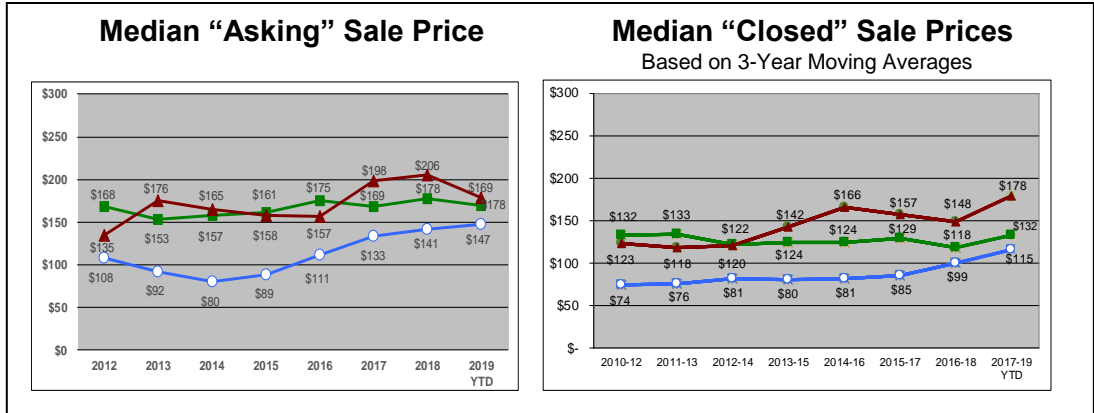 Median “Asking” Sale Price
$300
$250
$200
$150
$100
$50
$0
$168 $176 $165 $161 $175 $198 $206 $169
$169 $178 $178
$135 $153 $157 $158 $157
$108 $92 $80 $89 $111 $133 $141 $147
2012 2013 2014 2015 2016 2017 2018 2019
YTD
Median “Closed” Sale Prices
Based on 3-Year Moving Averages
$300
$250
$200
$150
$100
$50
$-
$132 $133 $122 $142 $166 $157 $148 $178
$124 $129 $118 $132
$123 $118 $120 $124
$74 $76 $81 $80 $81 $85 $99 $115
2010-12 2011-13 2012-14 2013-15 2014-16 2015-17 2016-18 2017-19
YTD